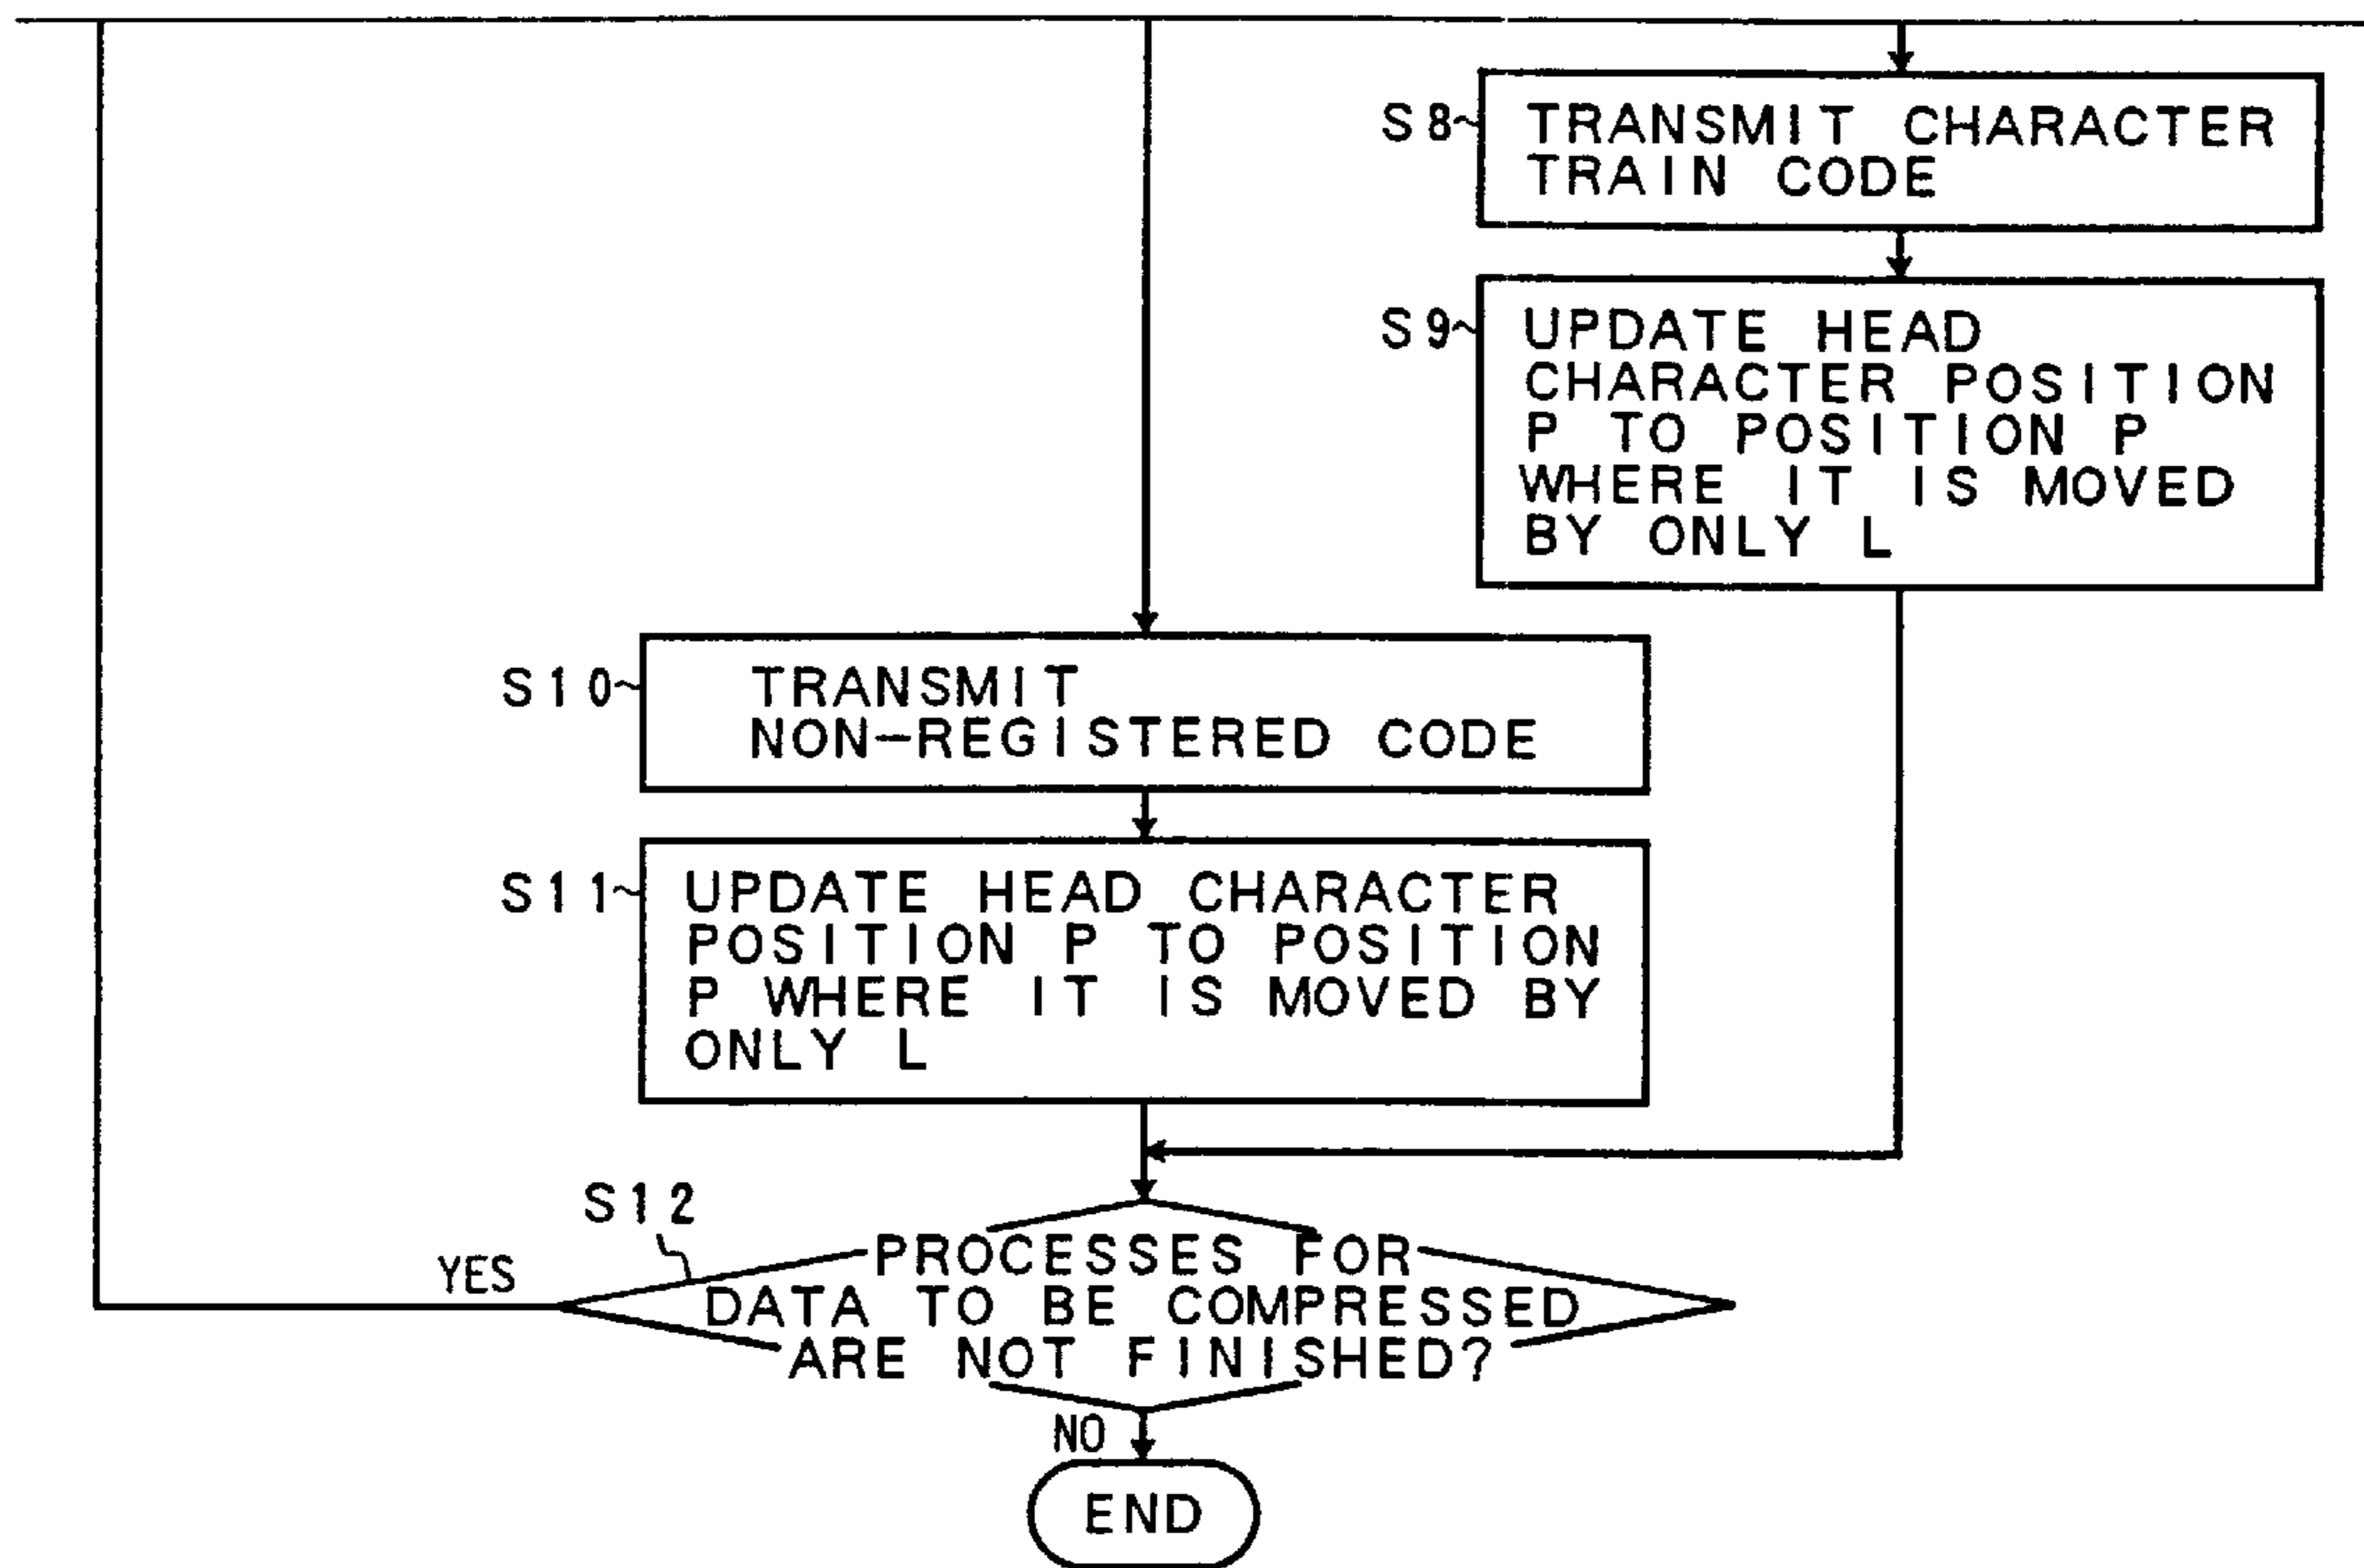 S8
TRANSMIT CHARACTER
TRAIN CODE
S9
UPDATE HEAD
CHARACTER POSITION
P TO POSITION P
WHERE IT IS MOVED
BY ONLY L
S10
TRANSMIT
NON-REGISTERED CODE
S11
UPDATE HEAD CHARACTER
POSITION P TO POSITION
P WHERE IT IS MOVED BY
ONLY L
S12
YES
PROCESSES FOR
DATA TO BE COMPRESSED
ARE NOT FINISHED?
NO
END